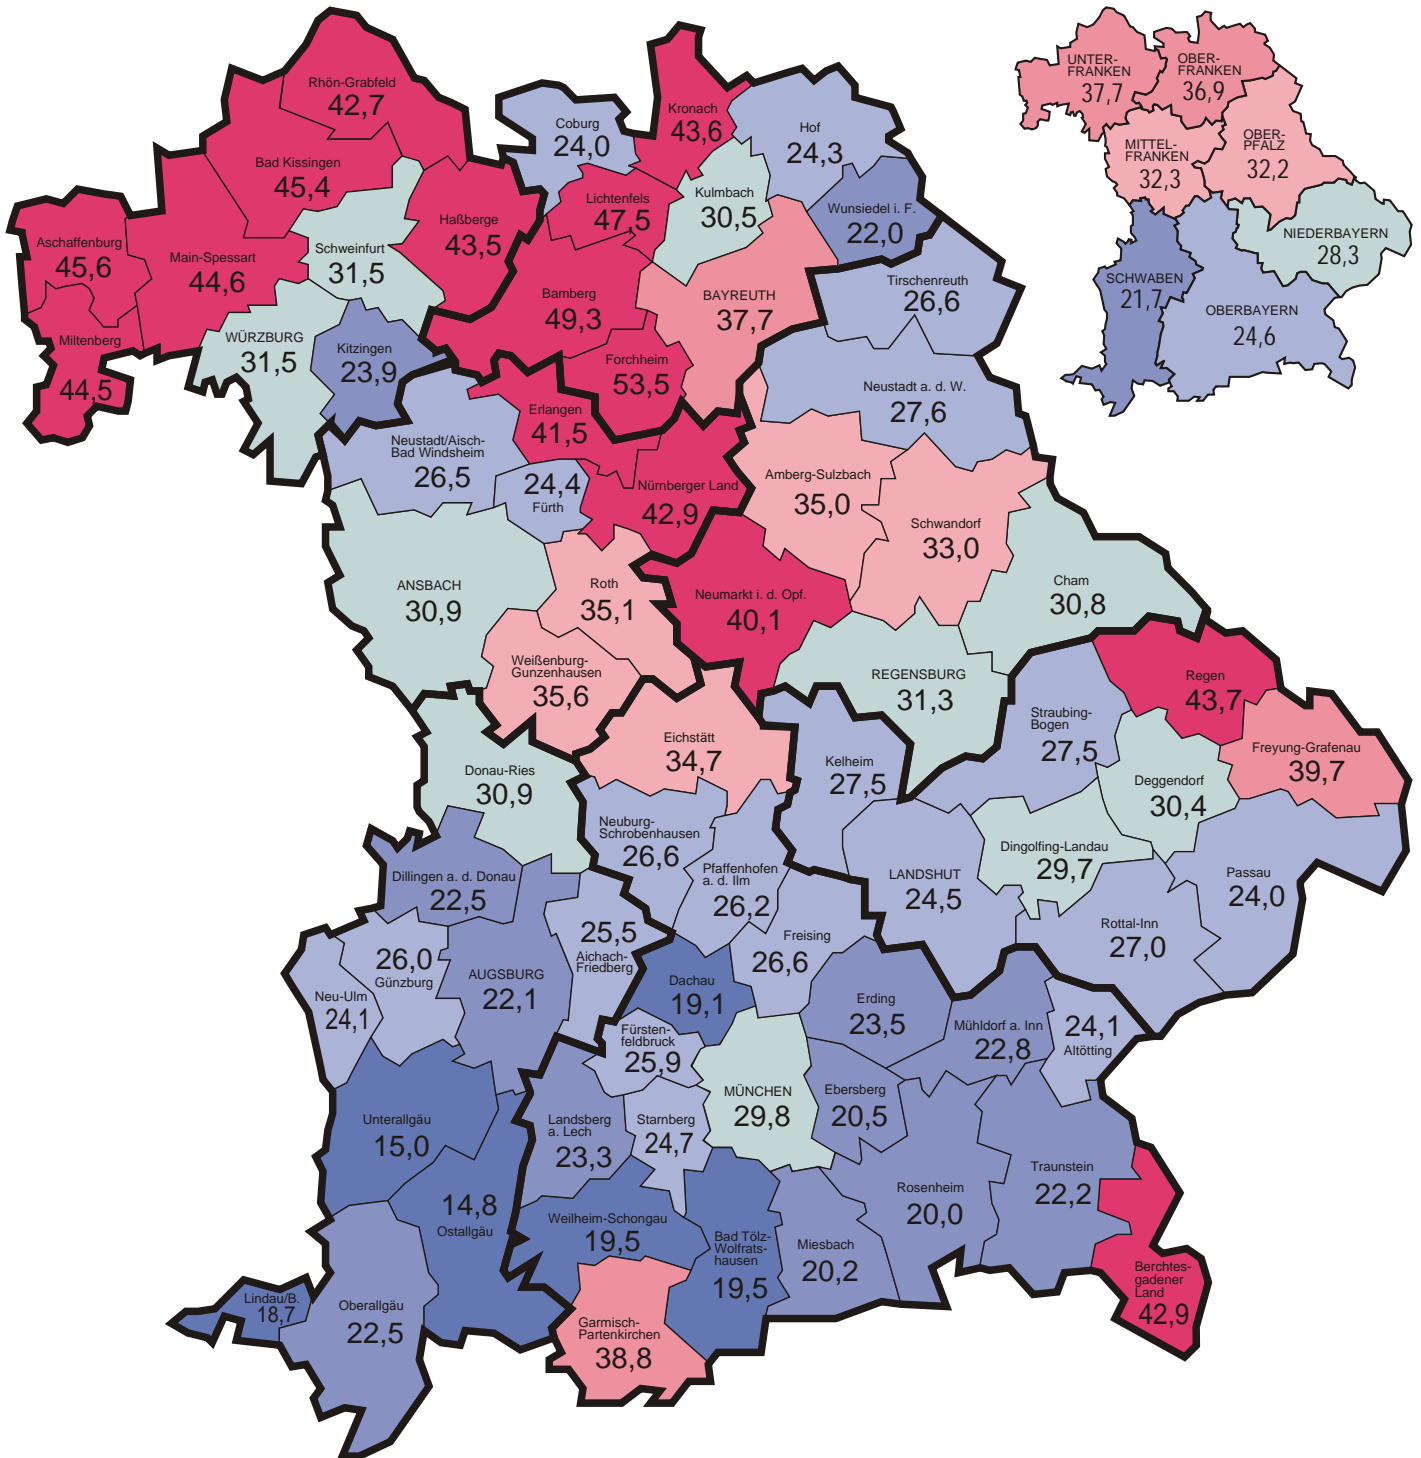 Rhön-Grabfeld
42,7
Bad Kissingen
45,4
Aschaffenburg
45,6
Main-Spessart
44,6
Miltenberg
44,5
Schweinfurt
31,5
Haßberge
43,5
WÜRZBURG
31,5
Kitzingen
23,9
Coburg
24,0
Kronach
43,6
Hof
24,3
Lichtenfels
47,5
Kulmbach
30,5
Wunsiedel i. F.
22,0
Bamberg
49,3
BAYREUTH
37,7
Forchheim
53,5
Tirschenreuth
26,6
Neustadt a. d. W.
27,6
Amberg-Sulzbach
35,0
Schwandorf
33,0
Neumarkt i. d. Opf.
40,1
Cham
30,8
REGENSBURG
31,3
Erlangen
41,5
Neustadt/Aisch-
Bad Windsheim
26,5
24,4
Fürth
Nürnberger Land
42,9
ANSBACH
30,9
Roth
35,1
Weißenburg-
Gunzenhausen
35,6
Regen
43,7
Straubing-
Bogen
27,5
Freyung-Grafenau
39,7
Deggendorf
30,4
Kelheim
27,5
Dingolfing-Landau
29,7
LANDSHUT
24,5
Passau
24,0
Rottal-Inn
27,0
Donau-Ries
30,9
Dillingen a. d. Donau
22,5
26,0
Günzburg
Neu-Ulm
24,1
AUGSBURG
22,1
25,5
Aichach-
Friedberg
Unterallgäu
15,0
14,8
Ostallgäu
Lindau/B.
18,7
Oberallgäu
22,5
Eichstätt
34,7
Neuburg-
Schrobenhausen
26,6
Pfaffenhofen
a. d. Ilm
26,2
Freising
26,6
Dachau
19,1
Erding
23,5
Mühldorf a. Inn
22,8
24,1
Altötting
Fürsten-
feldbruck
25,9
MÜNCHEN
29,8
Ebersberg
20,5
Landsberg
a. Lech
23,3
Starnberg
24,7
Rosenheim
20,0
Traunstein
22,2
Weilheim-Schongau
19,5
Bad Tölz-
Wolfrats-
hausen
19,5
Miesbach
20,2
Berchtes-
gadener
Land
42,9
Garmisch-
Partenkirchen
38,8
UNTER-
FRANKEN
37,7
OBER-
FRANKEN
36,9
MITTEL-
FRANKEN
32,3
OBER-
PFALZ
32,2
NIEDERBAYERN
28,3
SCHWABEN
21,7
OBERBAYERN
24,6